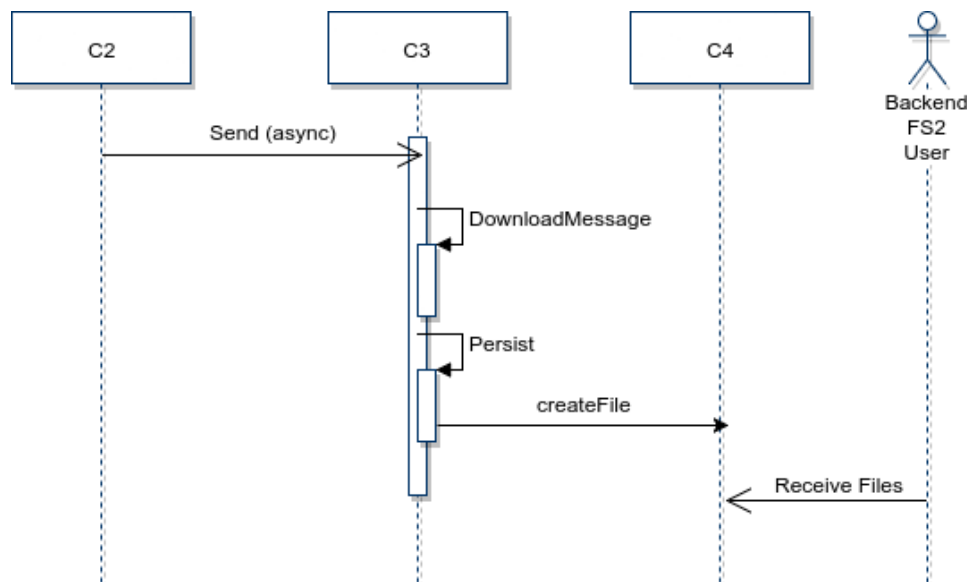 C2
C3
C4
Backend
FS2
User
Send (async)
DownloadMessage
Persist
createFile
Receive Files